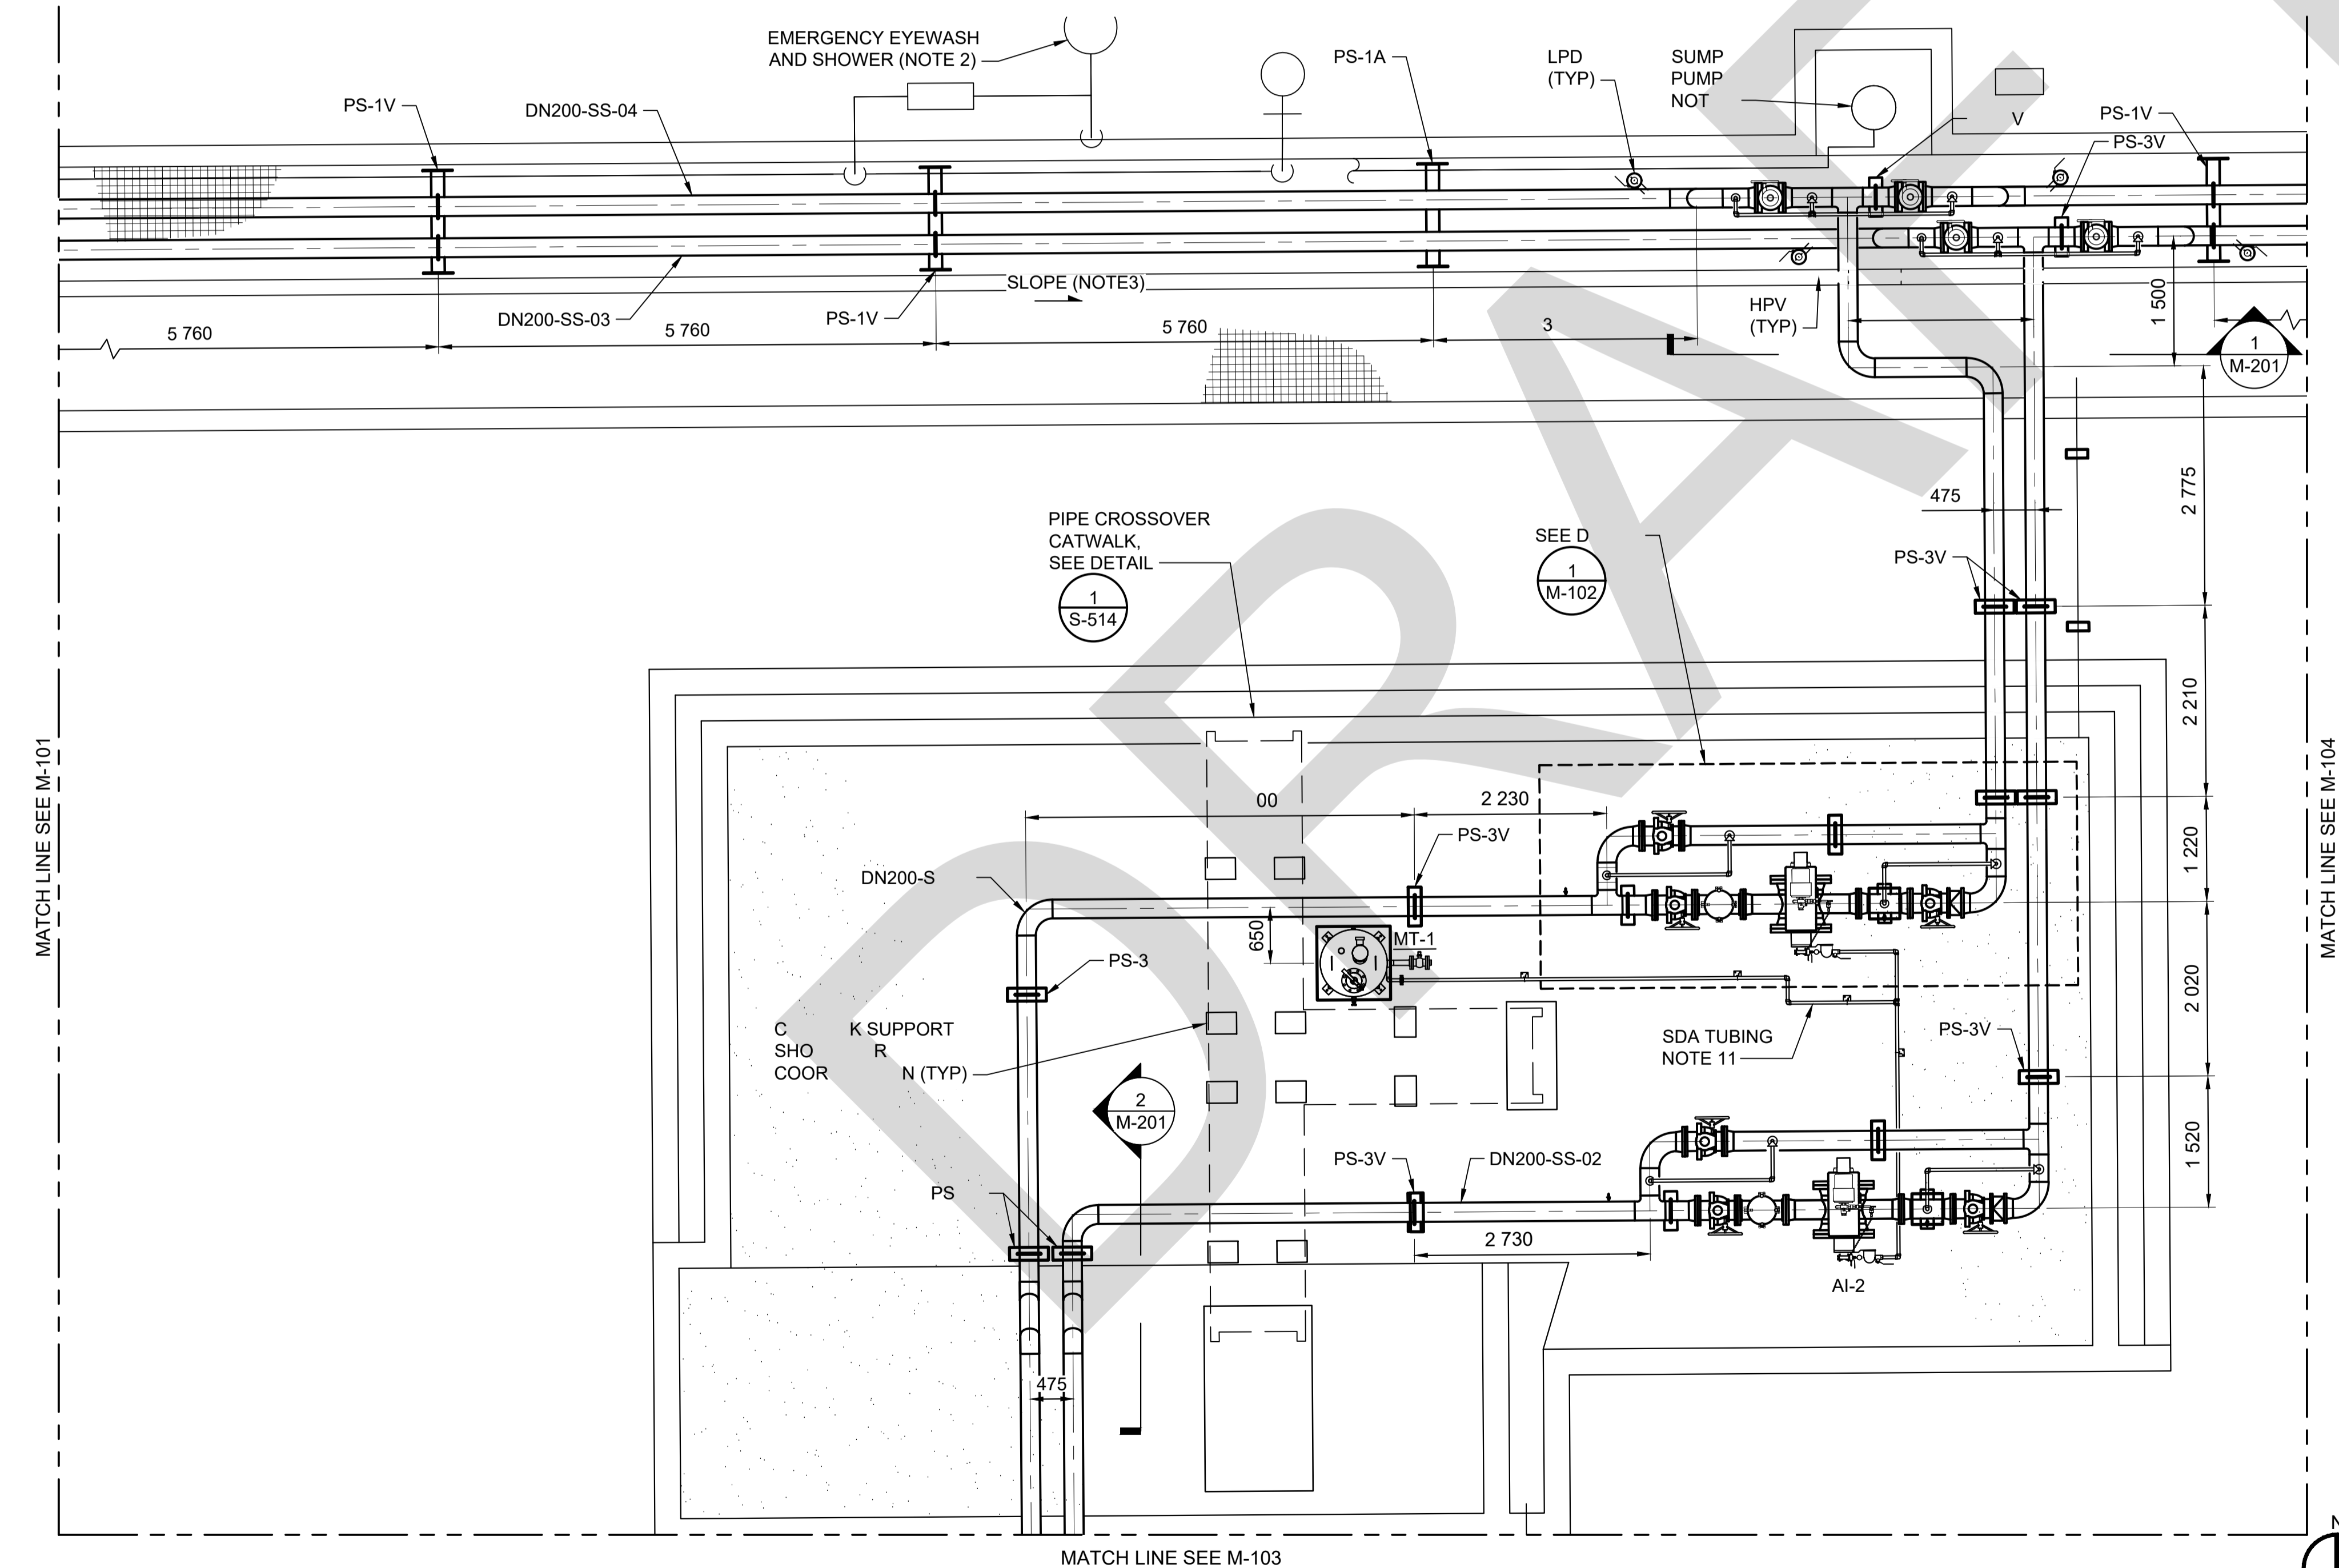 EMERGENCY EYEWASH
AND SHOWER (NOTE 2)
PS-1A
LPD
(TYP)
SUMP
PUMP
NOT
PS-1V
DN200-SS-04
V
PS-1V
PS-3V
DN200-SS-03
PS-1V
SLOPE (NOTE3)
HPV
(TYP)
5 760
5 760
5 760
3
1 500
1
M-201
2 775
475
PIPE CROSSOVER
CATWALK,
SEE DETAIL
1
S-514
SEE D
1
M-102
PS-3V
2 210
MATCH LINE SEE M-101
MATCH LINE SEE M-104
00
2 230
PS-3V
1 220
DN200-S
650
MT-1
PS-3
2 020
C K SUPPORT
SHO R
COOR N (TYP)
SDA TUBING
NOTE 11
PS-3V
2
M-201
1 520
PS-3V
DN200-SS-02
PS
2 730
AI-2
475
MATCH LINE SEE M-103
N
DRAFT